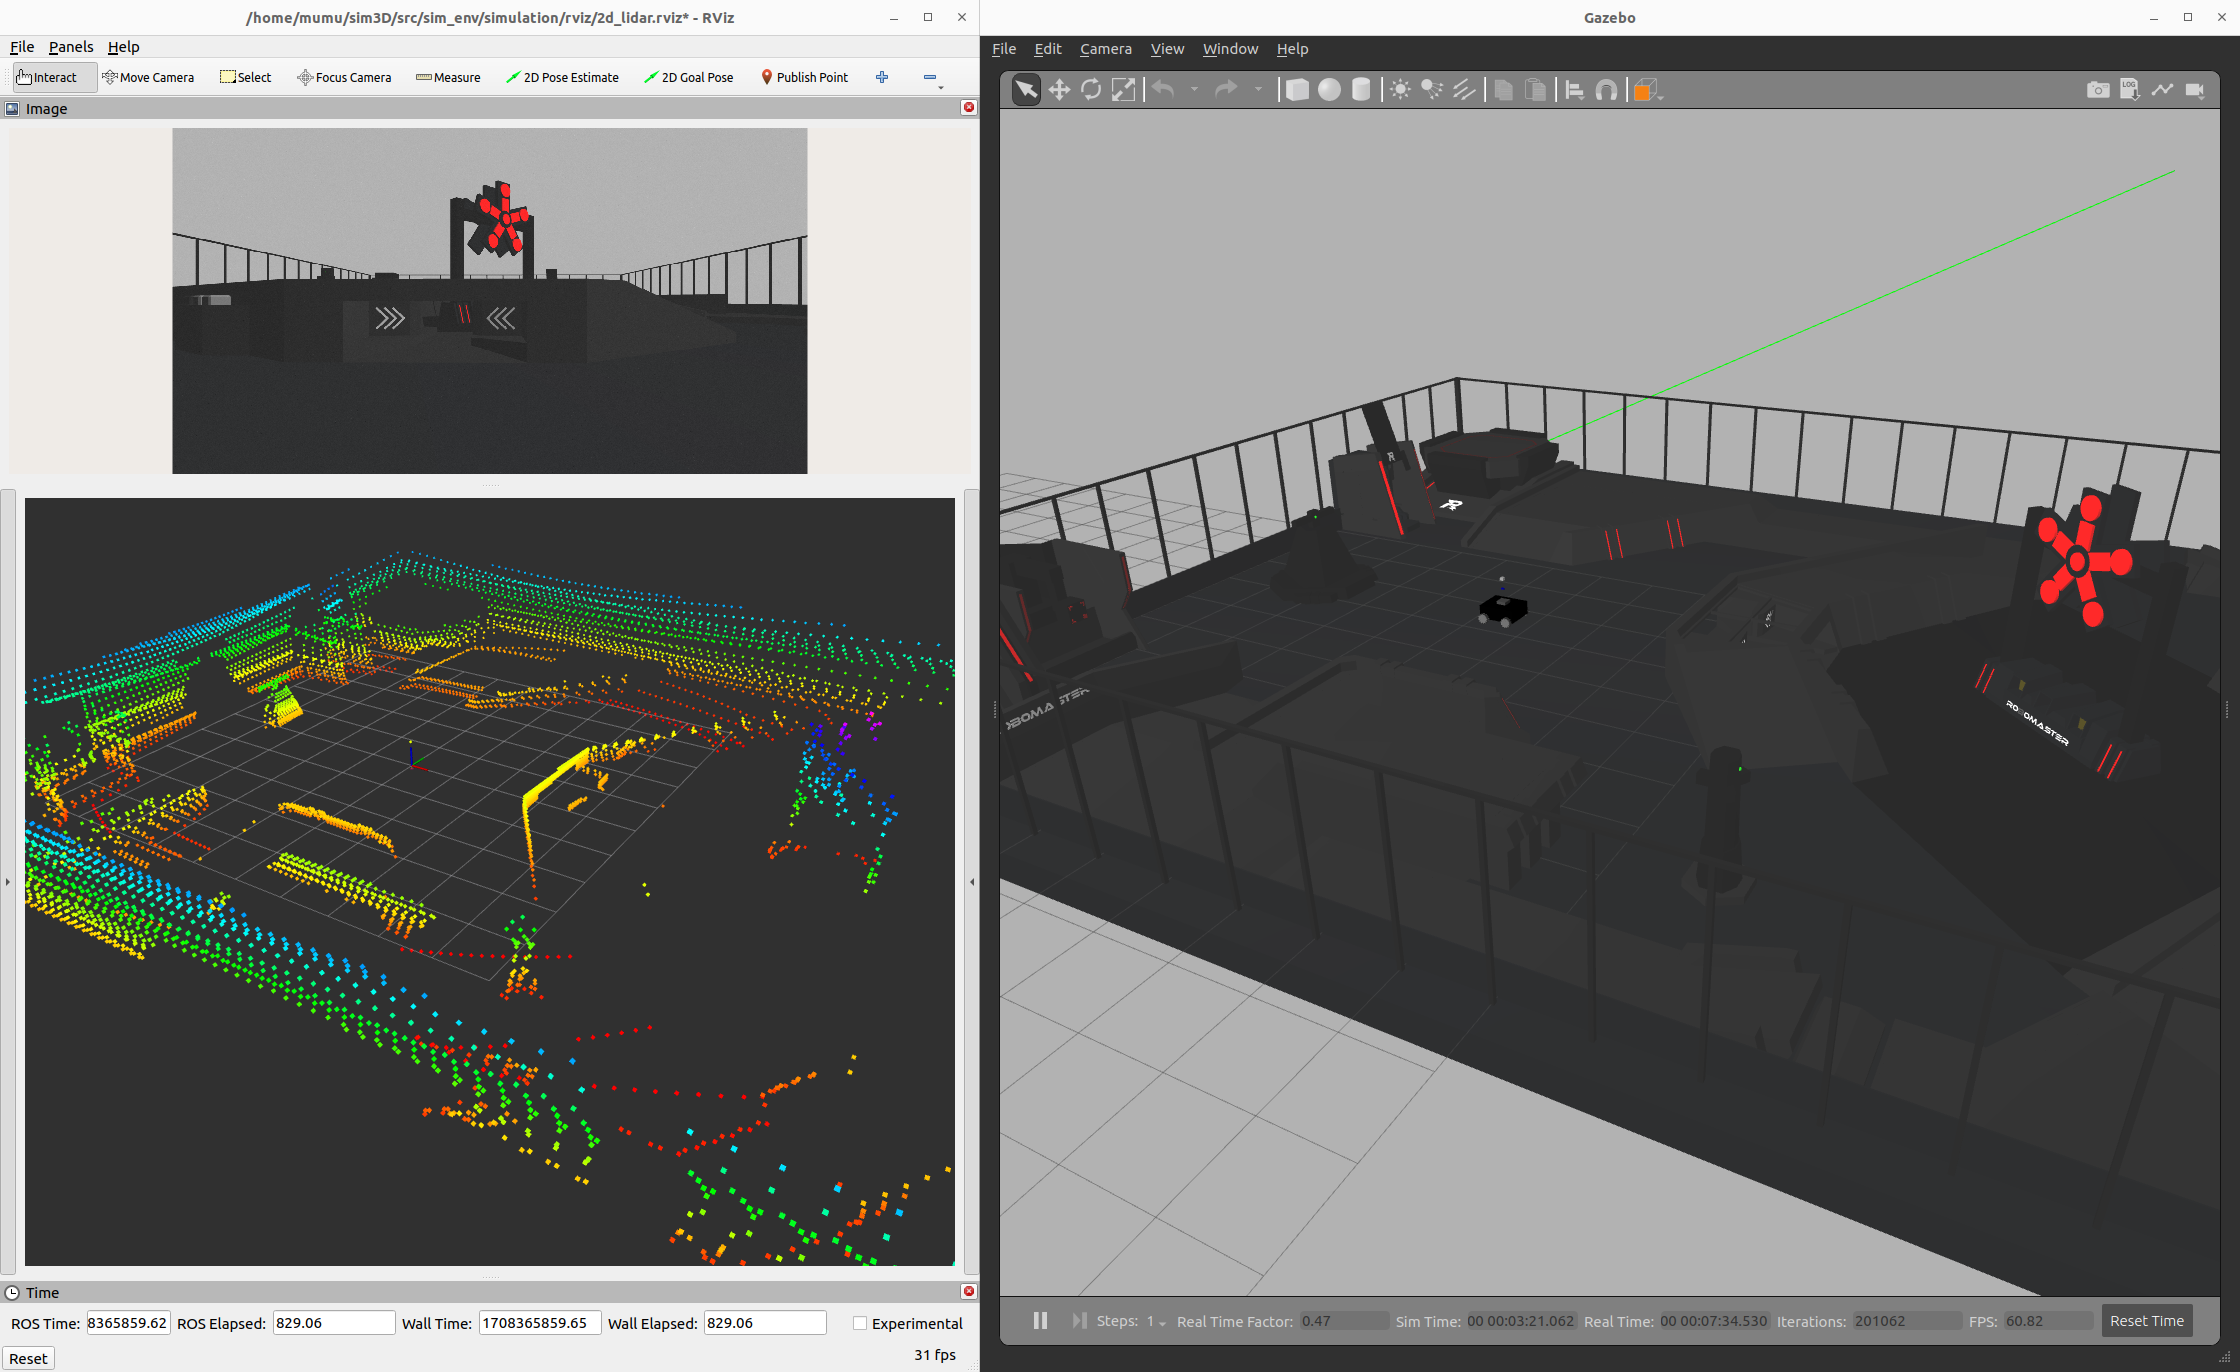 /home/mumu/sim3D/src/sim_env/simulation/rviz/2d_lidar.rviz* - RViz
File Panels Help
Interact Move Camera Select Focus Camera Measure 2D Pose Estimate 2D Goal Pose Publish Point
Image
Time
ROS Time: 8365859.62 ROS Elapsed: 829.06 Wall Time: 1708365859.65 Wall Elapsed: 829.06 Experimental
Reset
31 fps
Gazebo
File Edit Camera View Window Help
LOG
R
ROBOMASTER
Steps: 1 Real Time Factor: 0.47 Sim Time: 00 00:03:21.062 Real Time: 00 00:07:34.530 Iterations: 201062 FPS: 60.82 Reset Time